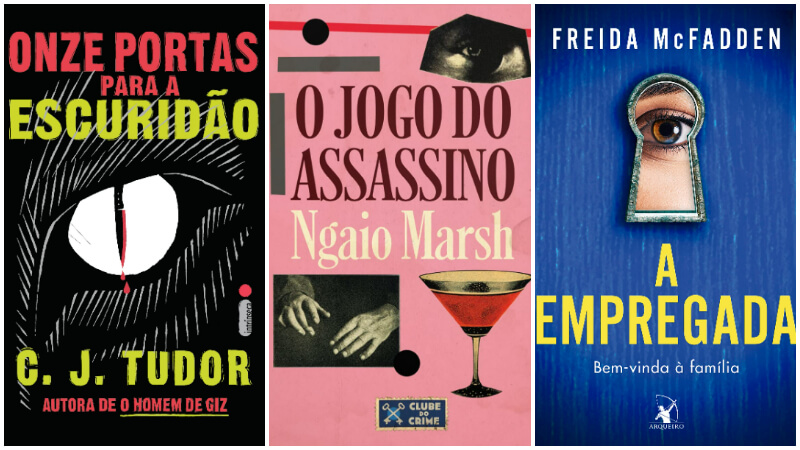 ONZE PORTAS
PARA A
ESCURIDÃO
intrínseca
C. J. TUDOR
AUTORA DE O HOMEM DE GIZ
O JOGO DO
ASSASSINO
Ngaio Marsh
CLUBE
DO
CRIME
FREIDA McFADDEN
A
EMPREGADA
Bem-vinda à família
ARQUEIRO